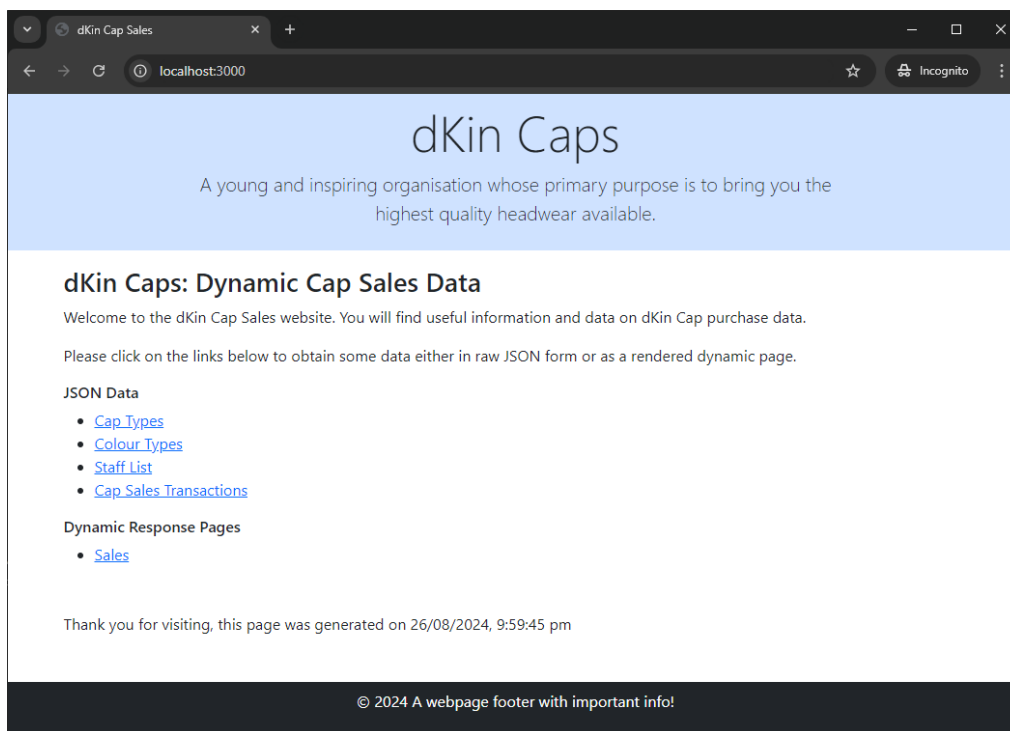 dKin Cap Sales
localhost:3000
Incognito
dKin Caps
A young and inspiring organisation whose primary purpose is to bring you the
highest quality headwear available.
dKin Caps: Dynamic Cap Sales Data
Welcome to the dKin Cap Sales website. You will find useful information and data on dKin Cap purchase data.
Please click on the links below to obtain some data either in raw JSON form or as a rendered dynamic page.
JSON Data
Cap Types
Colour Types
Staff List
Cap Sales Transactions
Dynamic Response Pages
Sales
Thank you for visiting, this page was generated on 26/08/2024, 9:59:45 pm
© 2024 A webpage footer with important info!